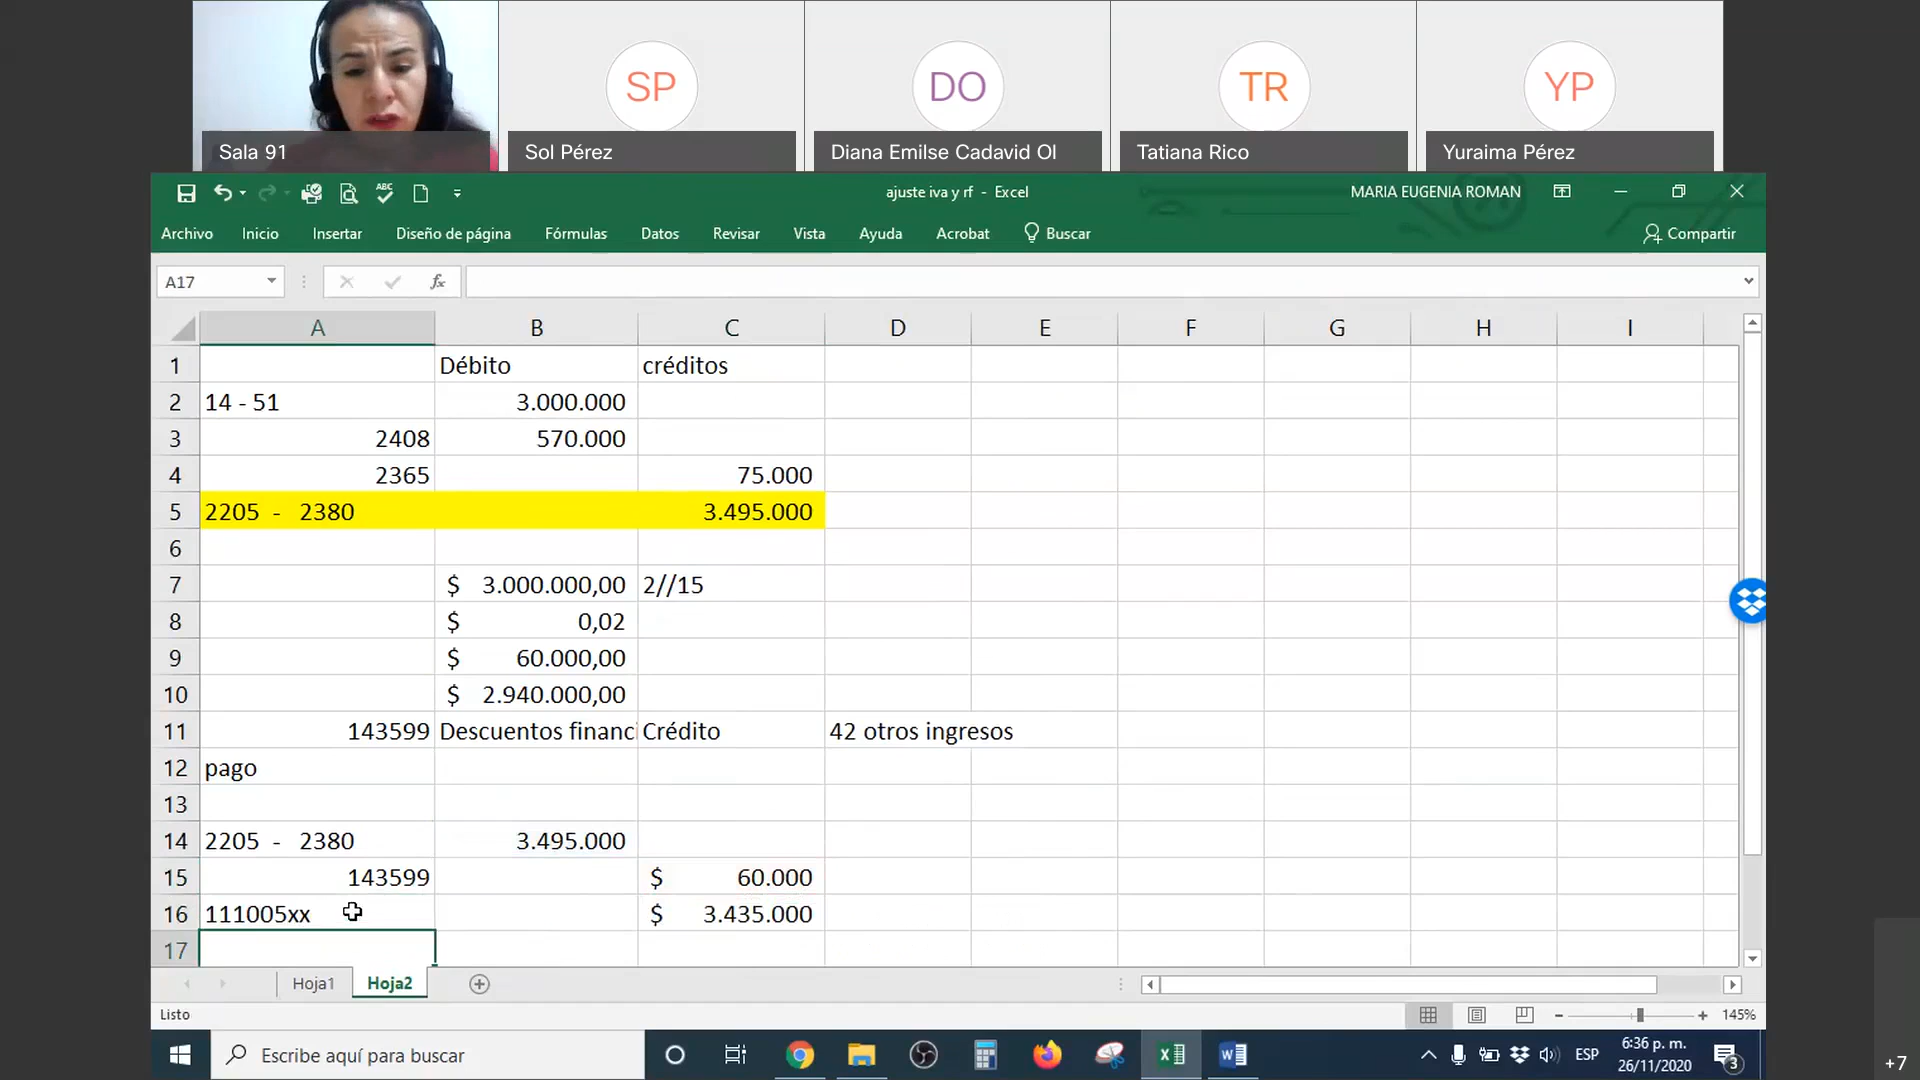 SP
DO
TR
YP
Sala 91
Sol Pérez
Diana Emilse Cadavid Ol
Tatiana Rico
Yuraima Pérez
ABC
ajuste iva y rf - Excel
MARIA EUGENIA ROMAN
Archivo Inicio Insertar Diseño de página Fórmulas Datos Revisar Vista Ayuda Acrobat Buscar Compartir
A17 fx
A B C D E F G H I
1 Débito créditos
2 14 - 51 3.000.000
3 2408 570.000
4 2365 75.000
5 2205 - 2380 3.495.000
6
7 $ 3.000.000,00 2//15
8 $ 0,02
9 $ 60.000,00
10 $ 2.940.000,00
11 143599 Descuentos financi Crédito 42 otros ingresos
12 pago
13
14 2205 - 2380 3.495.000
15 143599 $ 60.000
16 111005xx $ 3.435.000
17
Hoja1 Hoja2
Listo 145%
Escribe aquí para buscar
ESP
6:36 p. m.
26/11/2020
3
+7